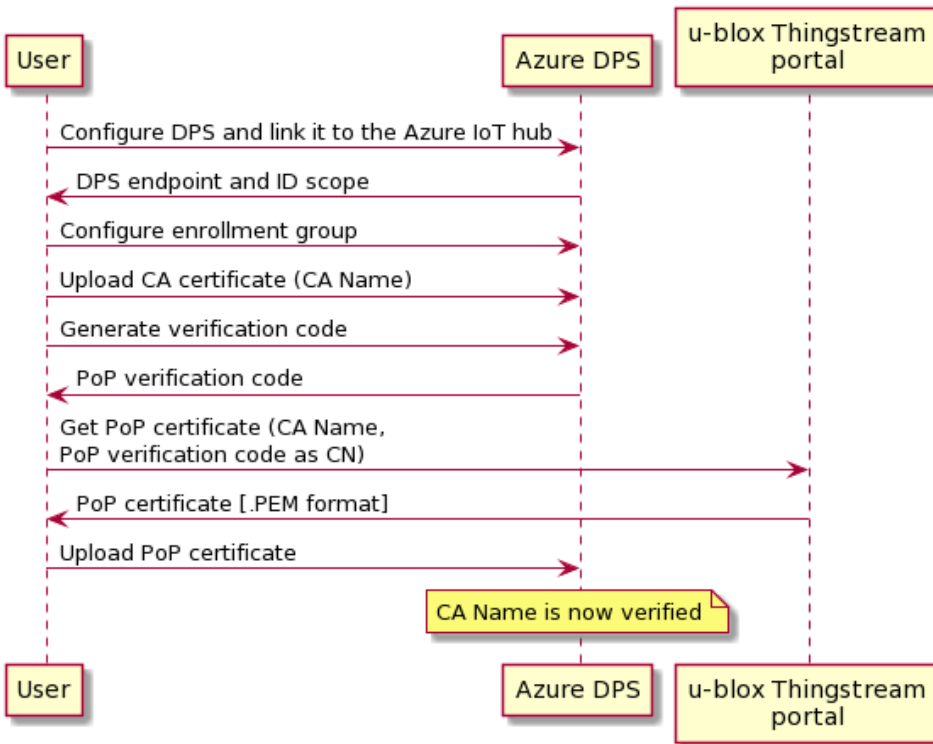 User
Azure DPS
u-blox Thingstream
portal
Configure DPS and link it to the Azure IoT hub
DPS endpoint and ID scope
Configure enrollment group
Upload CA certificate (CA Name)
Generate verification code
PoP verification code
Get PoP certificate (CA Name,
PoP verification code as CN)
PoP certificate [.PEM format]
Upload PoP certificate
CA Name is now verified
User
Azure DPS
u-blox Thingstream
portal